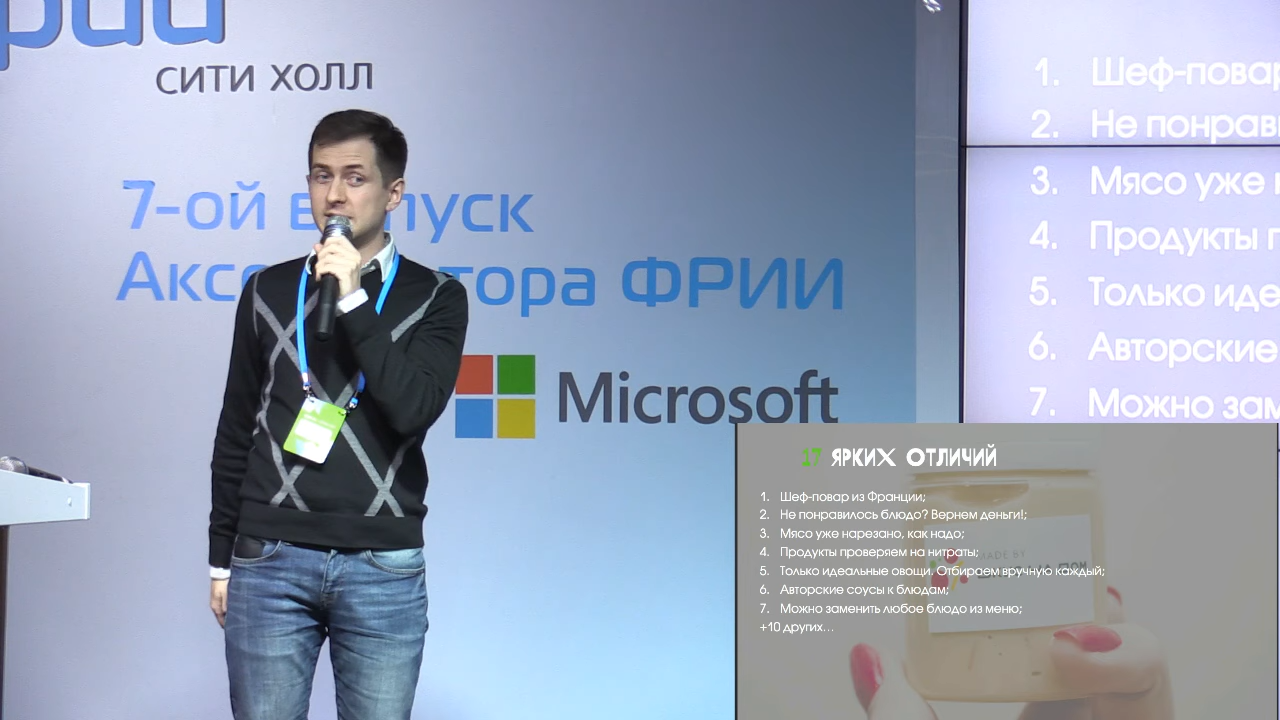 СИТИ ХОЛЛ
7-ой
пуск
Акс
тора ФРИИ
Microsoft
1. Шеф-повар
2. Не понрав
3. Мясо уже
4. Продукты
5. Только иде
6. Авторские
7. Можно зам
17 ЯРКИХ ОТЛИЧИЙ
1. Шеф-повар из Франции;
2. Не понравилось блюдо? Вернем деньги!;
3. Мясо уже нарезано, как надо;
4. Продукты проверяем на нитраты;
5. Только идеальные овощи. Отбираем вручную каждый;
6. Авторские соусы к блюдам;
7. Можно заменить любое блюдо из меню;
+10 других...
MADE BY